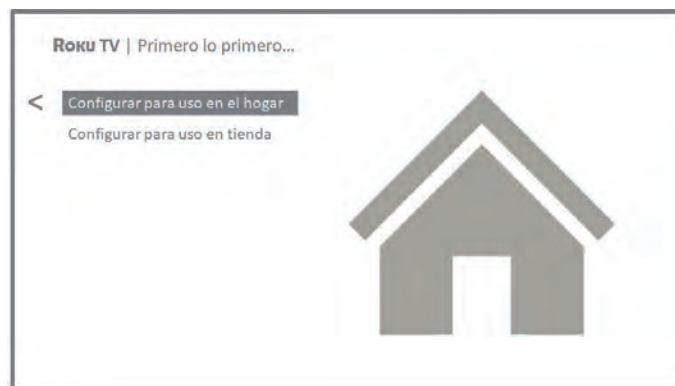 Roku TV | Primero lo primero...
< Configurar para uso en el hogar
Configurar para uso en tienda